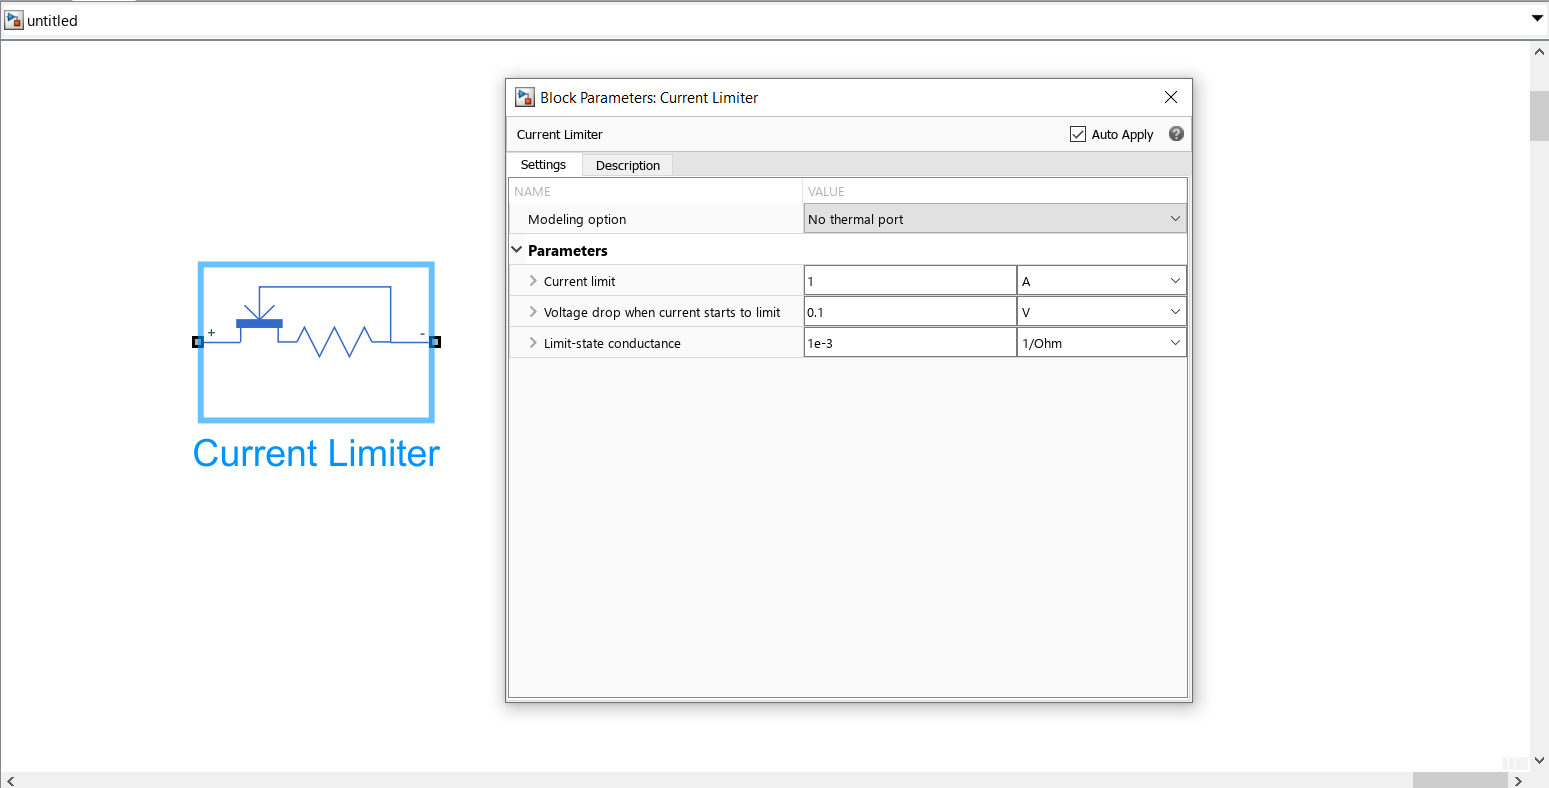 untitled
Block Parameters: Current Limiter
Current Limiter
Auto Apply
Settings Description
NAME VALUE
Modeling option No thermal port
Parameters
Current limit 1 A
Voltage drop when current starts to limit 0.1 V
Limit-state conductance 1e-3 1/Ohm
+ -
Current Limiter